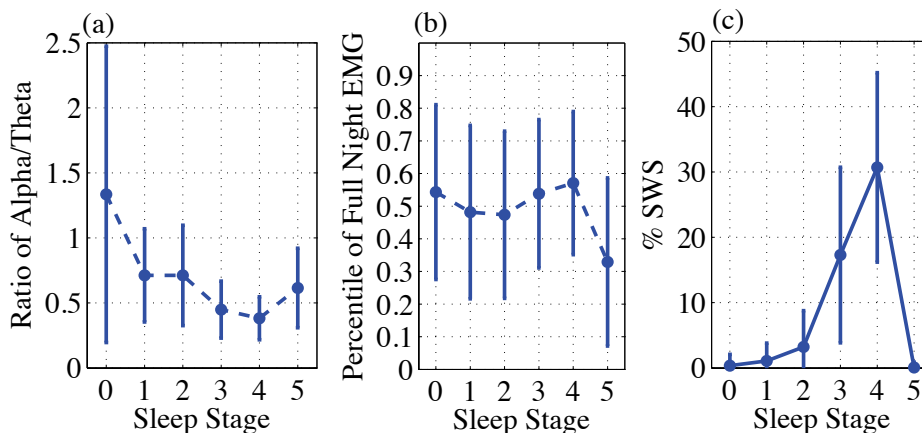 (a)
2.5
2
1.5
1
0.5
0
0 1 2 3 4 5
Sleep Stage
Ratio of Alpha/Theta
(b)
0.9
0.8
0.7
0.6
0.5
0.4
0.3
0.2
0.1
0
0 1 2 3 4 5
Sleep Stage
Percentile of Full Night EMG
(c)
50
40
30
20
10
0
0 1 2 3 4 5
Sleep Stage
% SWS